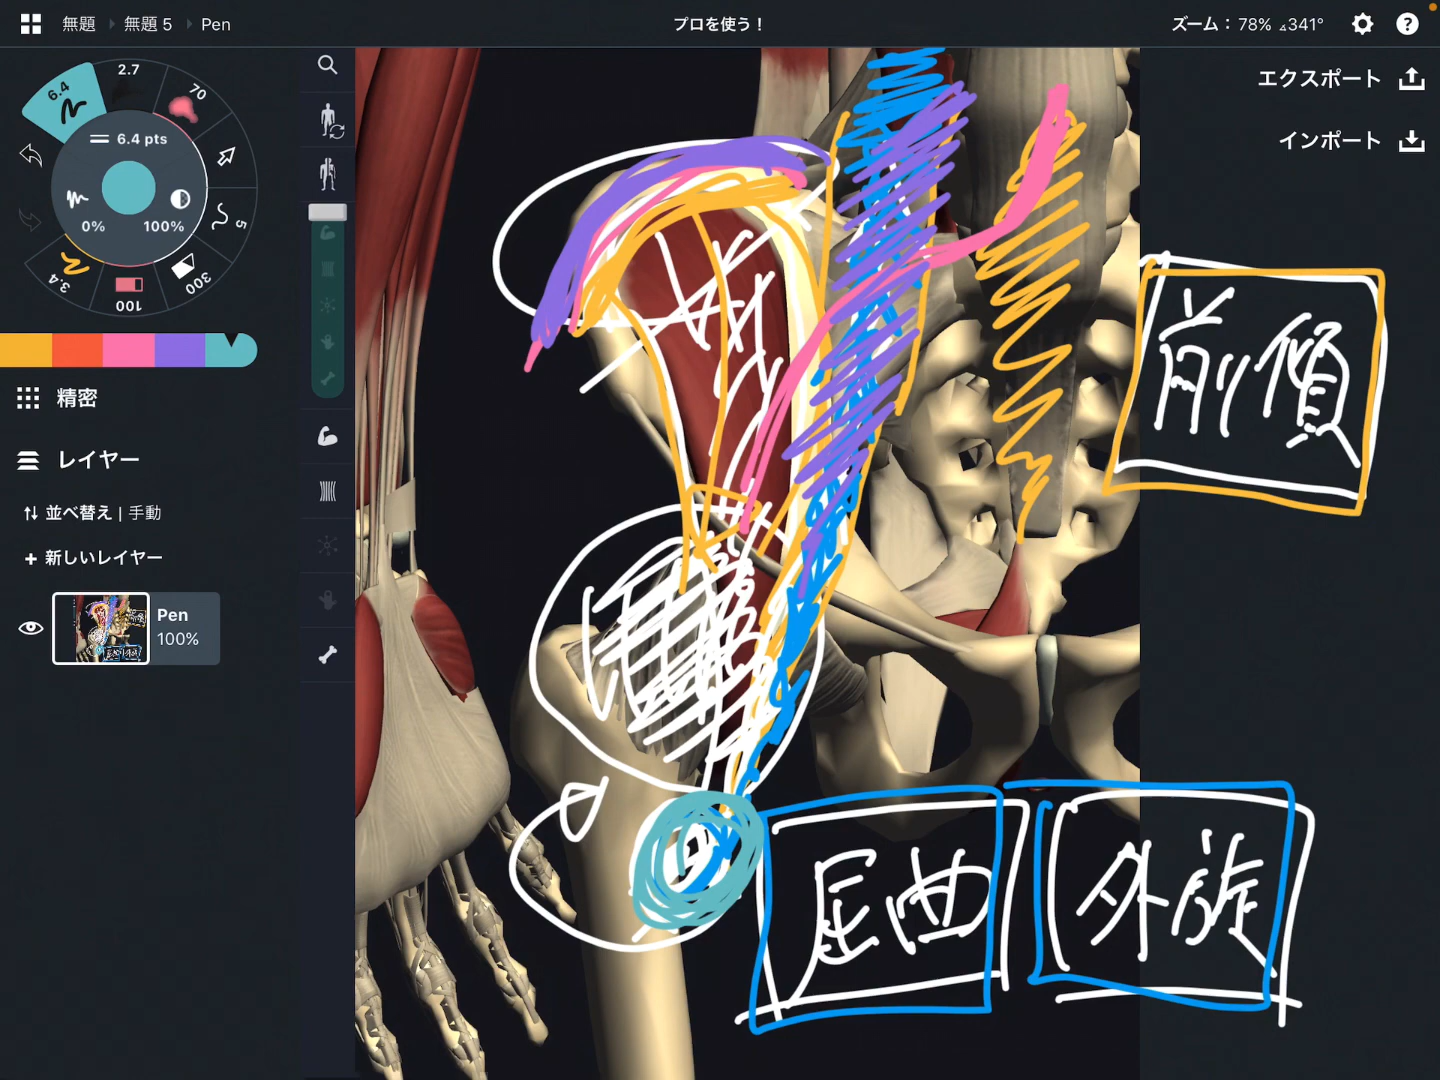 無題 無題 5 Pen
プロを使う！
ズーム： 78% ⦟341°
エクスポート
インポート
2.7
6.4
70
6.4 pts
5
0% 100%
3.4
300
100
精密
レイヤー
並べ替え | 手動
+ 新しいレイヤー
Pen
100%
前傾
屈曲 外旋